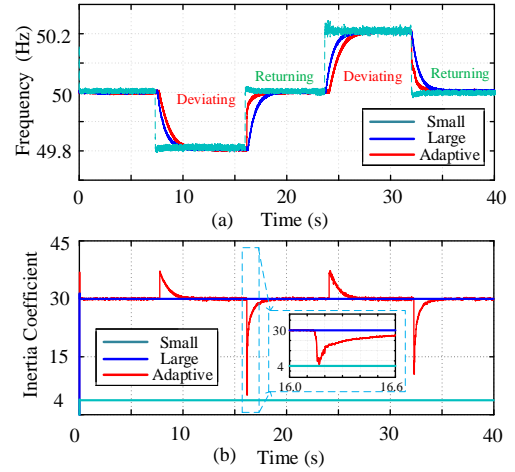 Frequency (Hz)
50.2
50
49.8
Deviating
Returning
Deviating
Returning
Small
Large
Adaptive
0
10
20
30
40
(a)
Time (s)
Inertia Coefficient
45
30
15
4
Small
Large
Adaptive
30
4
16.0
16.6
0
10
20
30
40
(b)
Time (s)